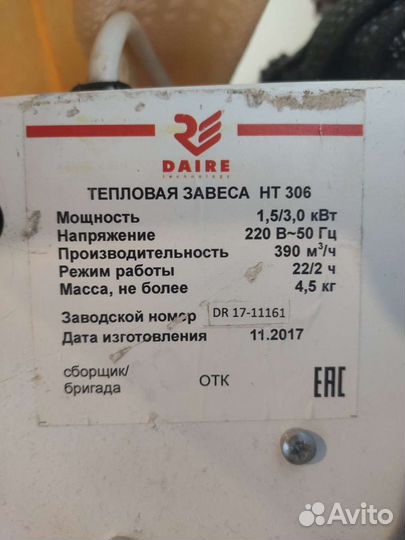 DAIRE
technology
ТЕПЛОВАЯ ЗАВЕСА НТ 306
Мощность 1,5/3,0 кВт
Напряжение 220 В~50 Гц
Производительность 390 м³/ч
Режим работы 22/2 ч
Масса, не более 4,5 кг
Заводской номер DR 17-11161
Дата изготовления 11.2017
сборщик/
бригада ОТК
EAC
Avito